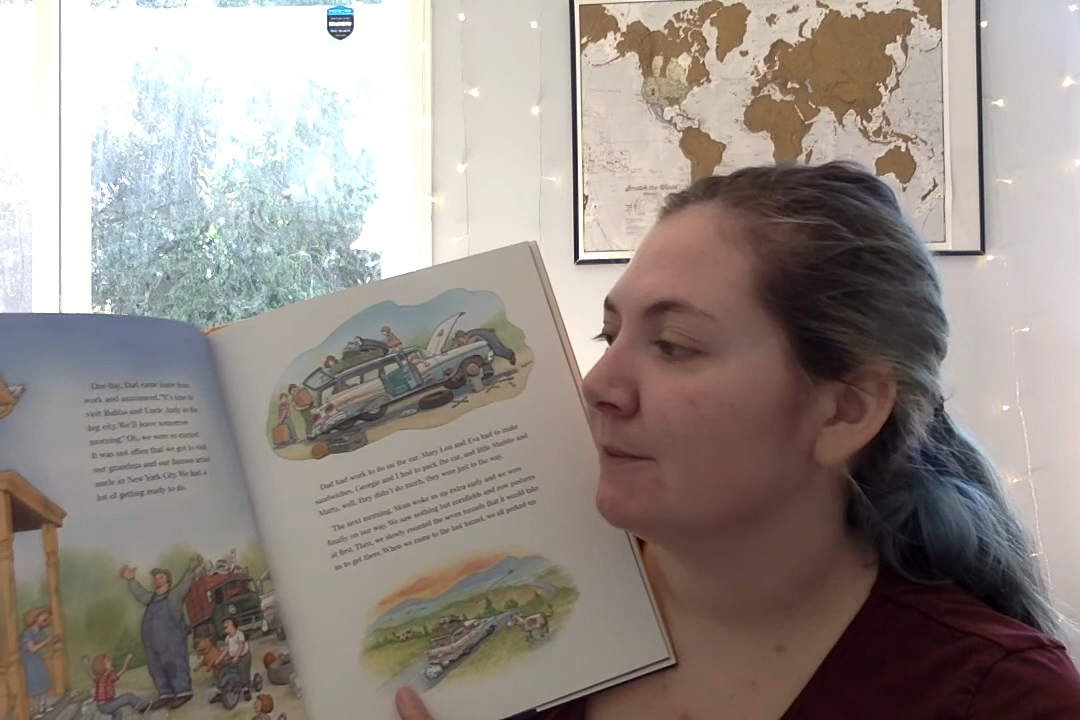 Scratch the World
One day, Dad came home from
work and announced, "It's time to
visit Bubba and Uncle Andy in the
big city. We'll leave tomorrow
morning." Oh, we were so excited.
It was not often that we got to visit
our grandma and our famous artist
uncle in New York City. We had a
lot of getting ready to do.
Dad had work to do on the car. Mary Lou and Eva had to make
sandwiches. Georgie and I had to pack the car, and little Maddie and
Marty, well, they didn't do much, they were just in the way.
The next morning, Mom woke us up extra early and we were
finally on our way. We saw nothing but cornfields and cow pastures
at first. Then, we slowly counted the seven tunnels that it would take
us to get there. When we came to the last tunnel, we all perked up